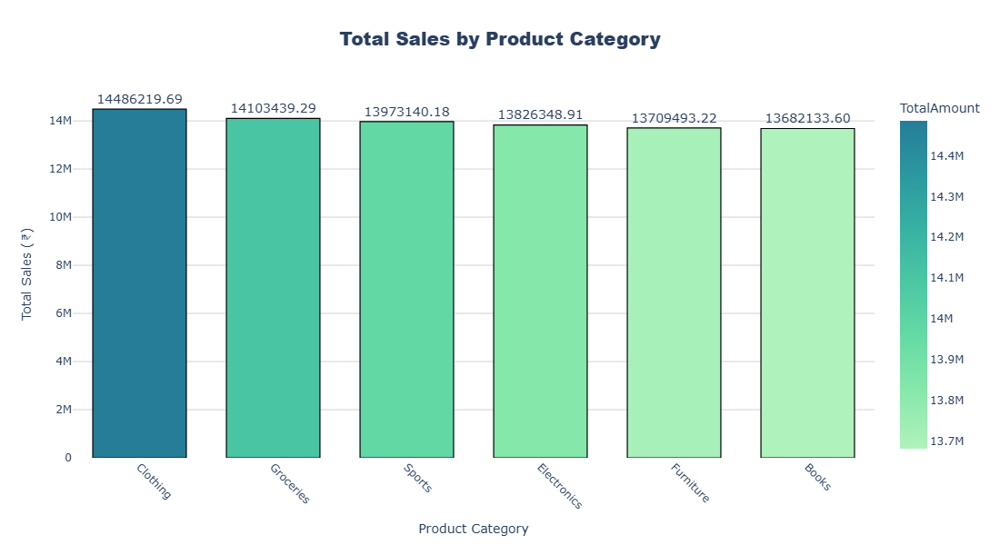 Total Sales by Product Category
14486219.69
14103439.29
13973140.18
13826348.91
13709493.22
13682133.60
14M
12M
10M
8M
6M
4M
2M
0
Total Sales (₹)
Clothing
Groceries
Sports
Electronics
Furniture
Books
Product Category
TotalAmount
14.4M
14.3M
14.2M
14.1M
14M
13.9M
13.8M
13.7M